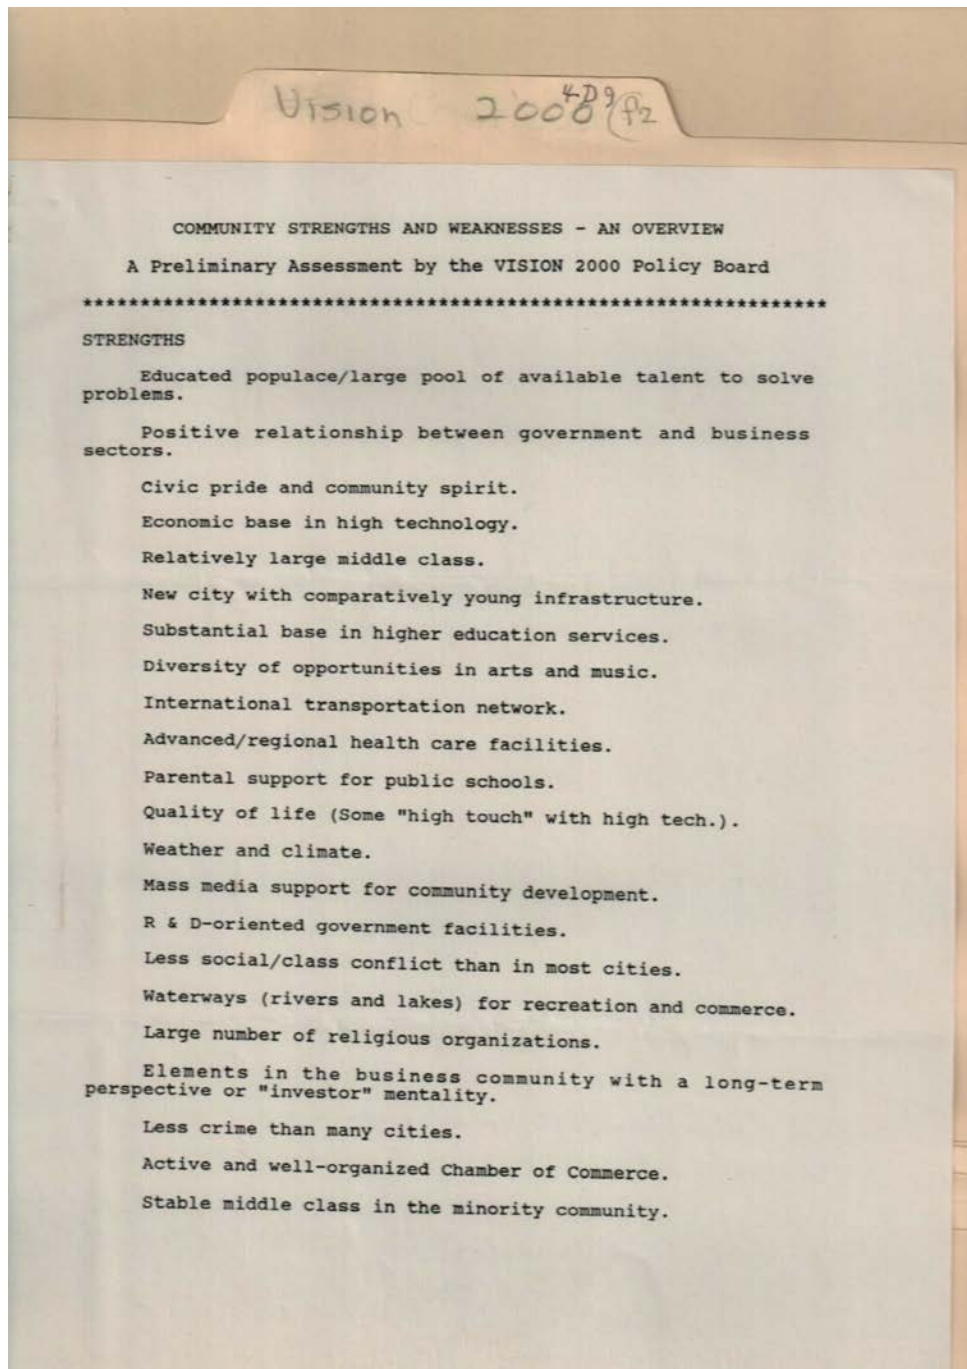 Vision 2000
4D9
f2
COMMUNITY STRENGTHS AND WEAKNESSES - AN OVERVIEW
A Preliminary Assessment by the VISION 2000 Policy Board
*****************************************************************
STRENGTHS
Educated populace/large pool of available talent to solve
problems.
Positive relationship between government and business
sectors.
Civic pride and community spirit.
Economic base in high technology.
Relatively large middle class.
New city with comparatively young infrastructure.
Substantial base in higher education services.
Diversity of opportunities in arts and music.
International transportation network.
Advanced/regional health care facilities.
Parental support for public schools.
Quality of life (Some "high touch" with high tech.).
Weather and climate.
Mass media support for community development.
R & D-oriented government facilities.
Less social/class conflict than in most cities.
Waterways (rivers and lakes) for recreation and commerce.
Large number of religious organizations.
Elements in the business community with a long-term
perspective or "investor" mentality.
Less crime than many cities.
Active and well-organized Chamber of Commerce.
Stable middle class in the minority community.